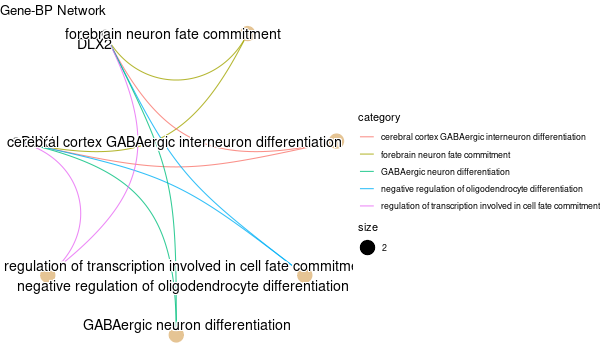 Gene-BP Network
forebrain neuron fate commitment
DLX2
cerebral cortex GABAergic interneuron differentiation
regulation of transcription involved in cell fate commitme
negative regulation of oligodendrocyte differentiation
GABAergic neuron differentiation
category
cerebral cortex GABAergic interneuron differentiation
forebrain neuron fate commitment
GABAergic neuron differentiation
negative regulation of oligodendrocyte differentiation
regulation of transcription involved in cell fate commitment
size
2